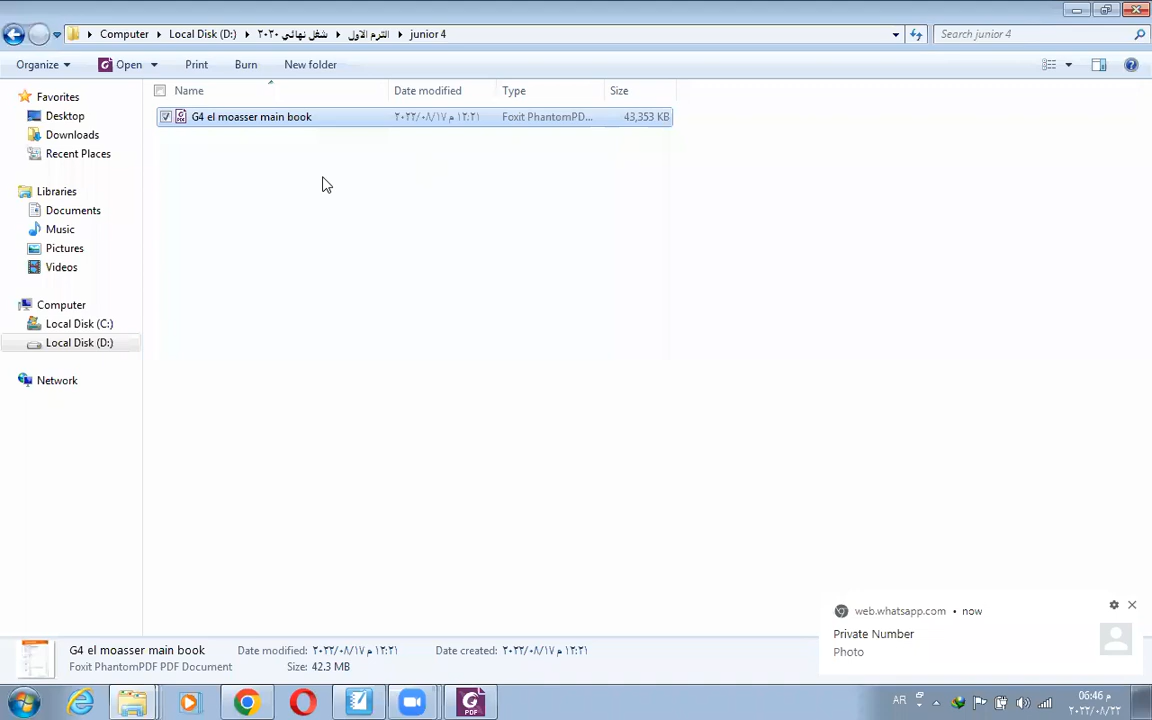 Computer ▸ Local Disk (D:) ▸ شغل نهائي ٢٠٢٠ ▸ الترم الاول ▸ junior 4
Search junior 4
Organize Open Print Burn New folder
Name Date modified Type Size
G4 el moasser main book ٢٠٢٢/٠٨/١٧ ١٢:٢١ م Foxit PhantomPD... 43,353 KB
Favorites
Desktop
Downloads
Recent Places
Libraries
Documents
Music
Pictures
Videos
Computer
Local Disk (C:)
Local Disk (D:)
Network
web.whatsapp.com • now
Private Number
Photo
G4 el moasser main book Date modified: ٢٠٢٢/٠٨/١٧ ١٢:٢١ م Date created: ٢٠٢٢/٠٨/١٧ ١٢:٢١ م
Foxit PhantomPDF PDF Document Size: 42.3 MB
PDF
AR
06:46 م
٢٠٢٢/٠٨/٢٢